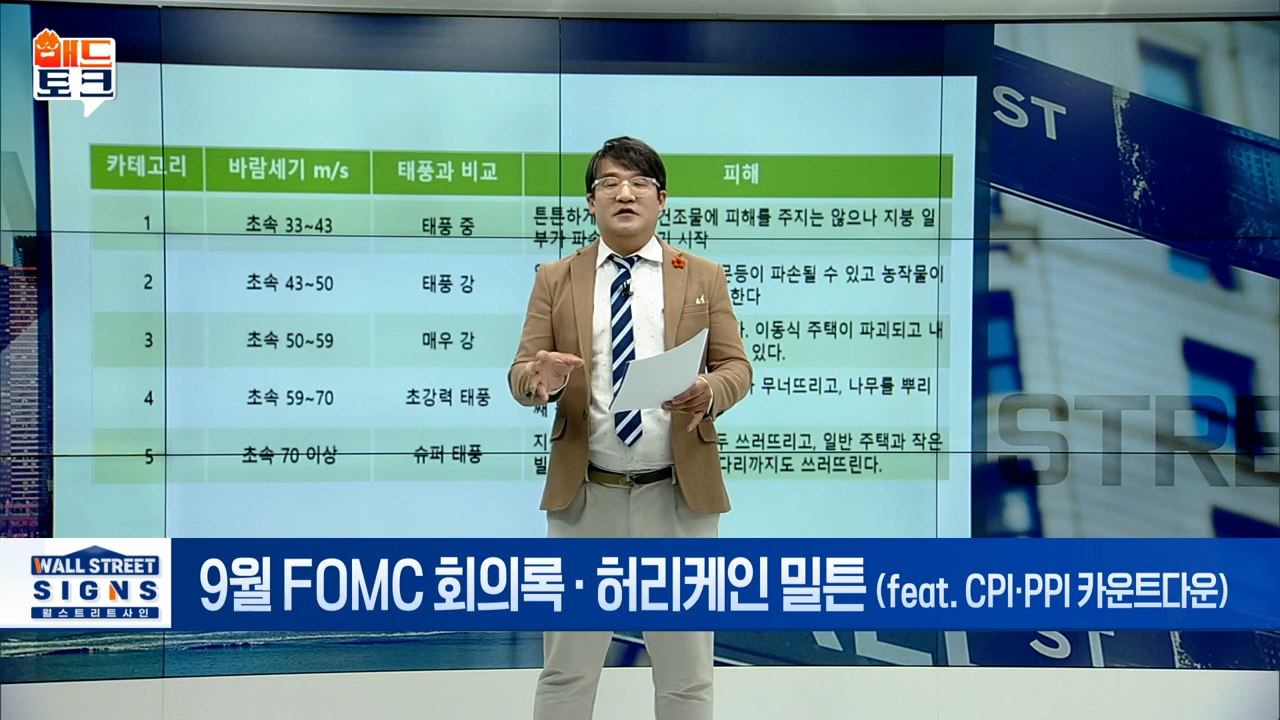 매드
토크
ST
카테고리 바람세기 m/s 태풍과 비교 피해
1 초속 33~43 태풍 중 튼튼하게 건조물에 피해를 주지는 않으나 지붕 일
부가 시작
2 초속 43~50 태풍 강 문등이 파손될 수 있고 농작물이
한다
3 초속 50~59 매우 강 이동식 주택이 파괴되고 내
있다.
4 초속 59~70 초강력 태풍 무너뜨리고, 나무를 뿌리
째
5 초속 70 이상 슈퍼 태풍 쓰러뜨리고, 일반 주택과 작은
다리까지도 쓰러뜨린다.
STRE
WALL STREET
SIGNS
월스트리트사인
9월 FOMC 회의록·허리케인 밀튼 (feat. CPI·PPI 카운트다운)
ST